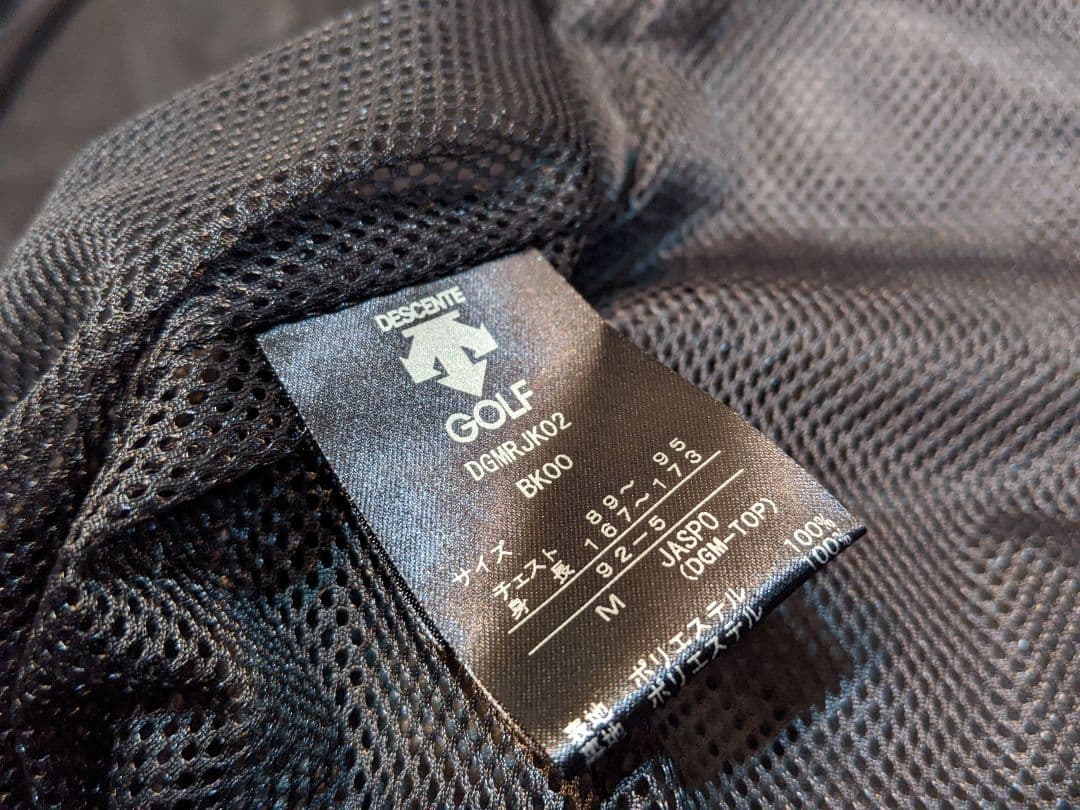 DESCENTE
GOLF
DGMRJK02
BK00
サイズ
チェスト 89～95
身長 167～173
92-5
M
JASPO
(DGM-TOP)
表地 ポリエステル 100%
裏地 ポリエステル 100%